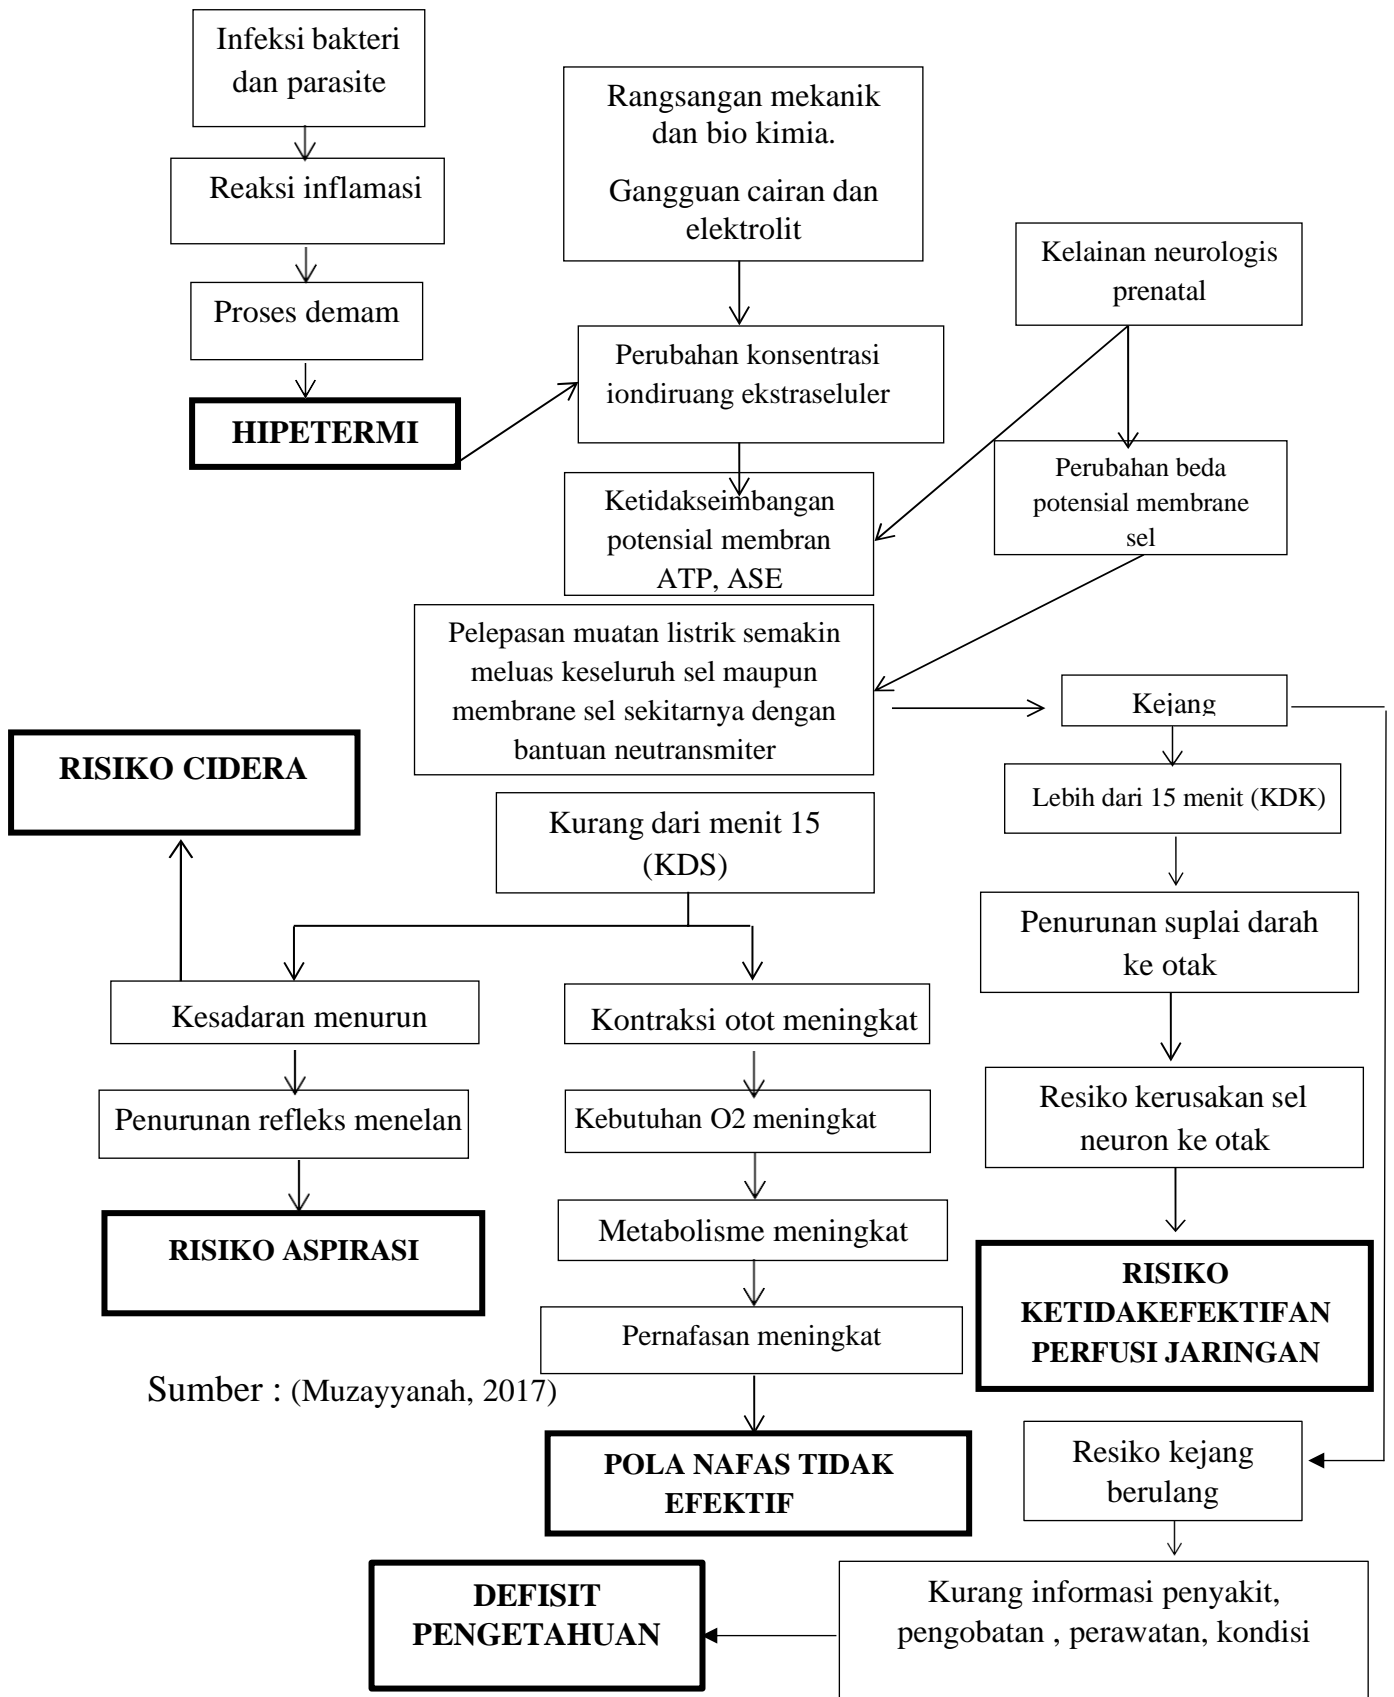 Infeksi bakteri
dan parasite
Rangsangan mekanik
dan bio kimia.
Gangguan cairan dan
elektrolit
Reaksi inflamasi
Kelainan neurologis
prenatal
Proses demam
Perubahan konsentrasi
iondiruang ekstraseluler
HIPETERMI
Perubahan beda
potensial membrane
sel
Ketidakseimbangan
potensial membran
ATP, ASE
Pelepasan muatan listrik semakin
meluas keseluruh sel maupun
membrane sel sekitarnya dengan
bantuan neutransmiter
Kejang
RISIKO CIDERA
Lebih dari 15 menit (KDK)
Kurang dari menit 15
(KDS)
Penurunan suplai darah
ke otak
Kesadaran menurun
Kontraksi otot meningkat
Penurunan refleks menelan
Kebutuhan O2 meningkat
Resiko kerusakan sel
neuron ke otak
RISIKO ASPIRASI
Metabolisme meningkat
RISIKO
KETIDAKEFEKTIFAN
PERFUSI JARINGAN
Pernafasan meningkat
Sumber : (Muzayyanah, 2017)
POLA NAFAS TIDAK
EFEKTIF
Resiko kejang
berulang
DEFISIT
PENGETAHUAN
Kurang informasi penyakit,
pengobatan , perawatan, kondisi